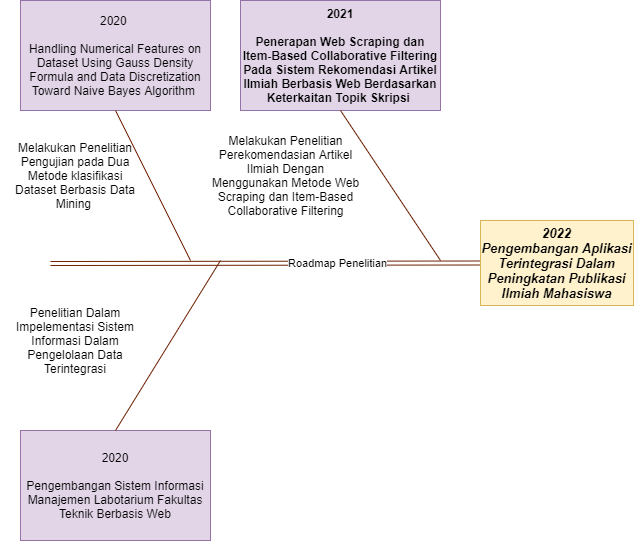 2020
Handling Numerical Features on
Dataset Using Gauss Density
Formula and Data Discretization
Toward Naive Bayes Algorithm
2021
Penerapan Web Scraping dan
Item-Based Collaborative Filtering
Pada Sistem Rekomendasi Artikel
Ilmiah Berbasis Web Berdasarkan
Keterkaitan Topik Skripsi
Melakukan Penelitian
Pengujian pada Dua
Metode klasifikasi
Dataset Berbasis Data
Mining
Melakukan Penelitian
Perekomendasian Artikel
Ilmiah Dengan
Menggunakan Metode Web
Scraping dan Item-Based
Collaborative Filtering
Roadmap Penelitian
2022
Pengembangan Aplikasi
Terintegrasi Dalam
Peningkatan Publikasi
Ilmiah Mahasiswa
Penelitian Dalam
Impelementasi Sistem
Informasi Dalam
Pengelolaan Data
Terintegrasi
2020
Pengembangan Sistem Informasi
Manajemen Labotarium Fakultas
Teknik Berbasis Web